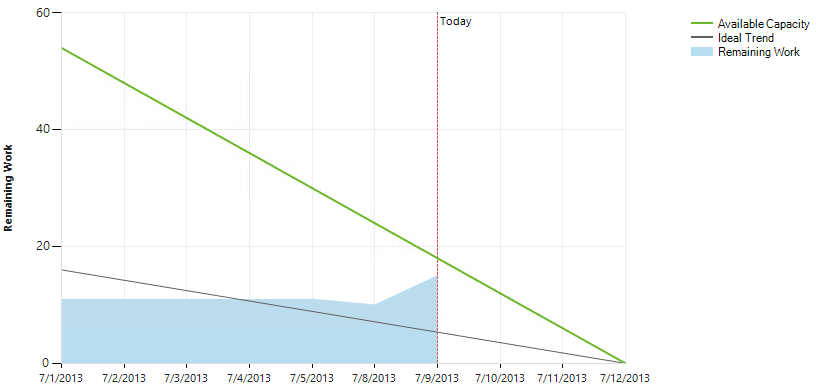 60
Today
Available Capacity
Ideal Trend
Remaining Work
40
Remaining Work
20
0
7/1/2013 7/2/2013 7/3/2013 7/4/2013 7/5/2013 7/8/2013 7/9/2013 7/10/2013 7/11/2013 7/12/2013